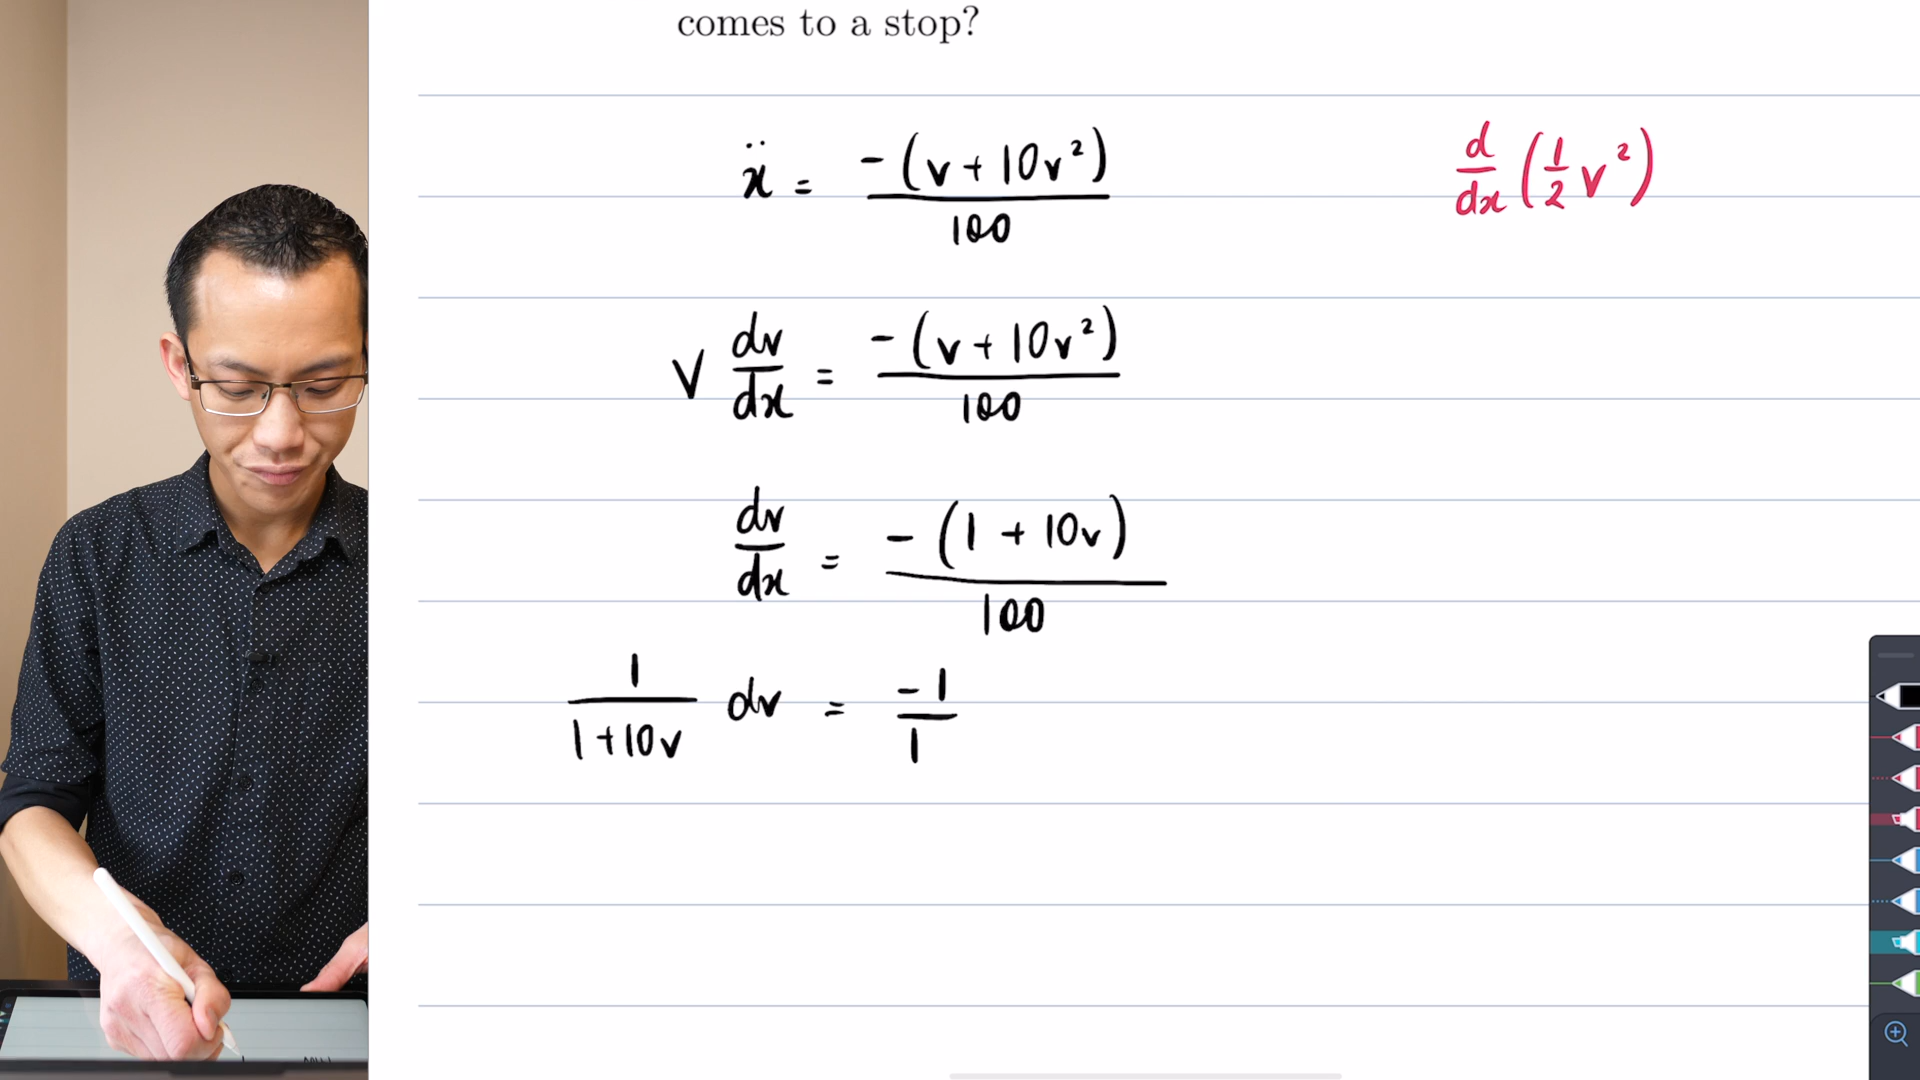 comes to a stop?
ẍ = -(v + 10v²)/100
d/dx (1/2 v²)
v dv/dx = -(v + 10v²)/100
dv/dx = -(1 + 10v)/100
1/(1+10v) dv = -1/1